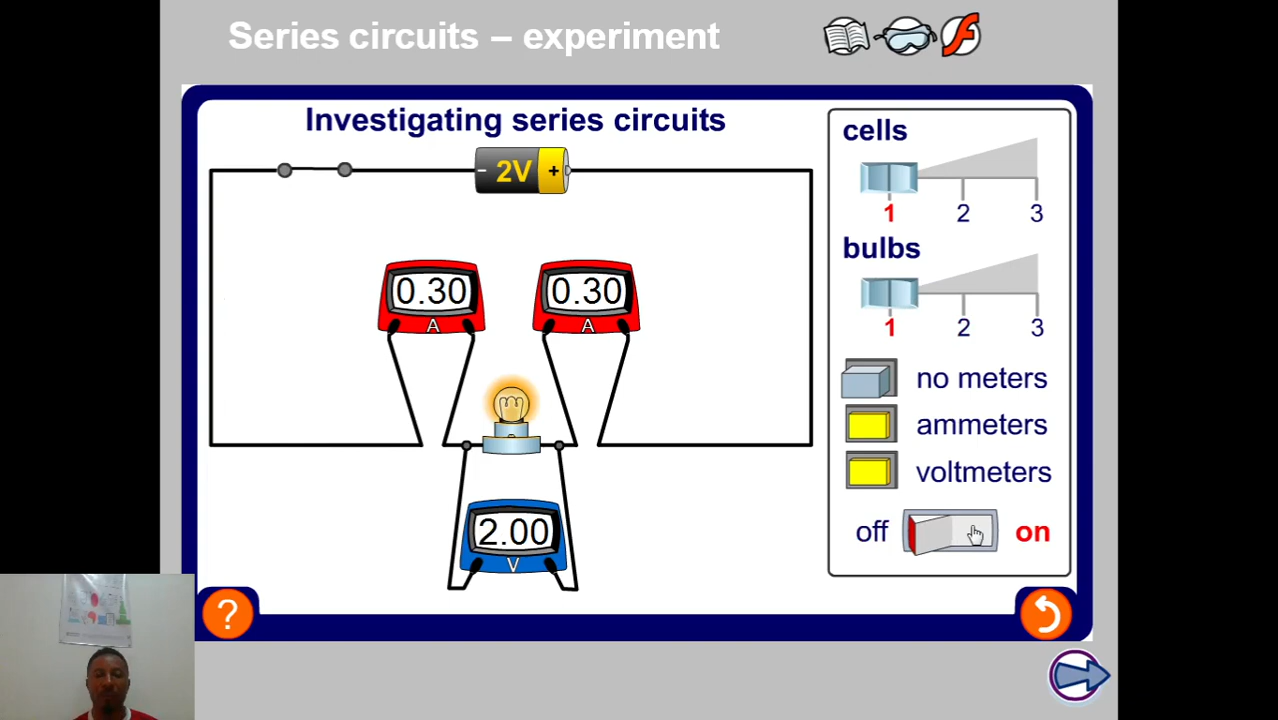 Series circuits – experiment
Investigating series circuits
- 2V +
0.30
A
0.30
A
2.00
V
cells
1 2 3
bulbs
1 2 3
no meters
ammeters
voltmeters
off on
?